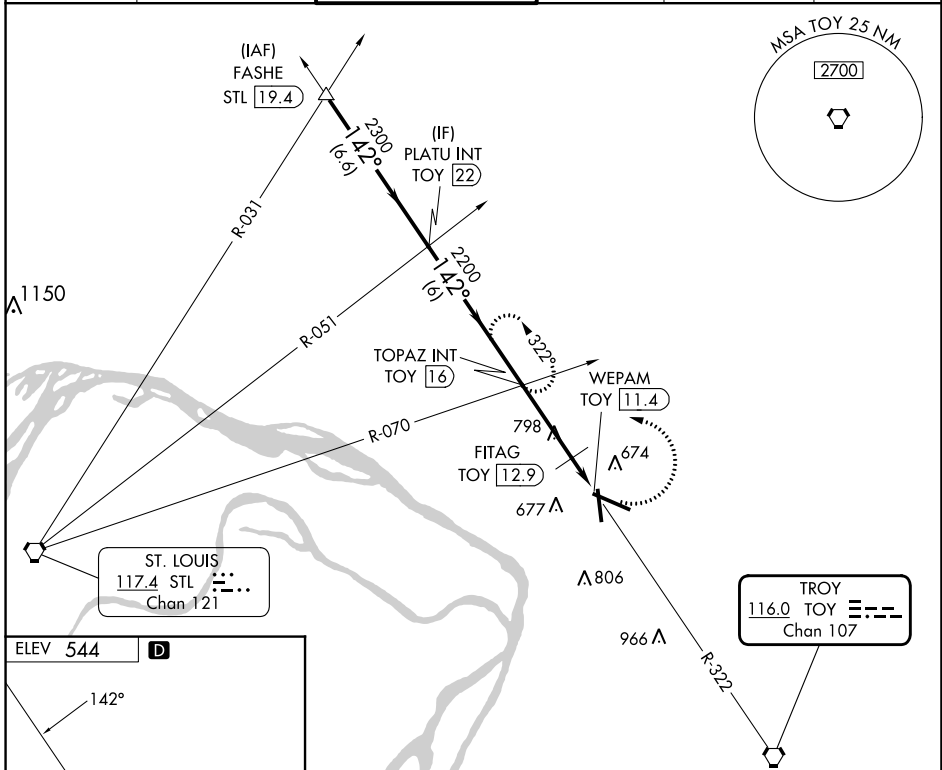 (IAF)
FASHE
STL 19.4
MSA TOY 25 NM
2700
2300
142°
(6.6)
(IF)
PLATU INT
TOY 22
R-031
2200
142°
(6)
1150
R-051
322°
TOPAZ INT
TOY 16
WEPAM
TOY 11.4
R-070
798
FITAG
TOY 12.9
674
677
ST. LOUIS
117.4 STL
Chan 121
806
TROY
116.0 TOY
Chan 107
966
R-322
ELEV 544 D
142°